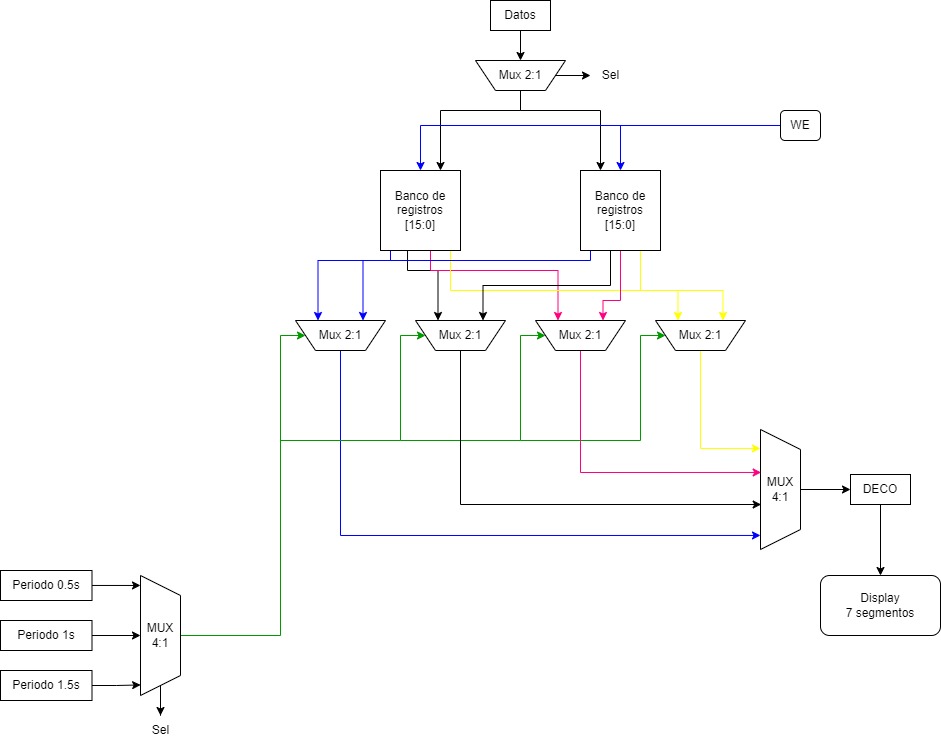 Datos
Mux 2:1
Sel
WE
Banco de
registros
[15:0]
Banco de
registros
[15:0]
Mux 2:1
Mux 2:1
Mux 2:1
Mux 2:1
MUX
4:1
DECO
Periodo 0.5s
Periodo 1s
Periodo 1.5s
MUX
4:1
Sel
Display
7 segmentos